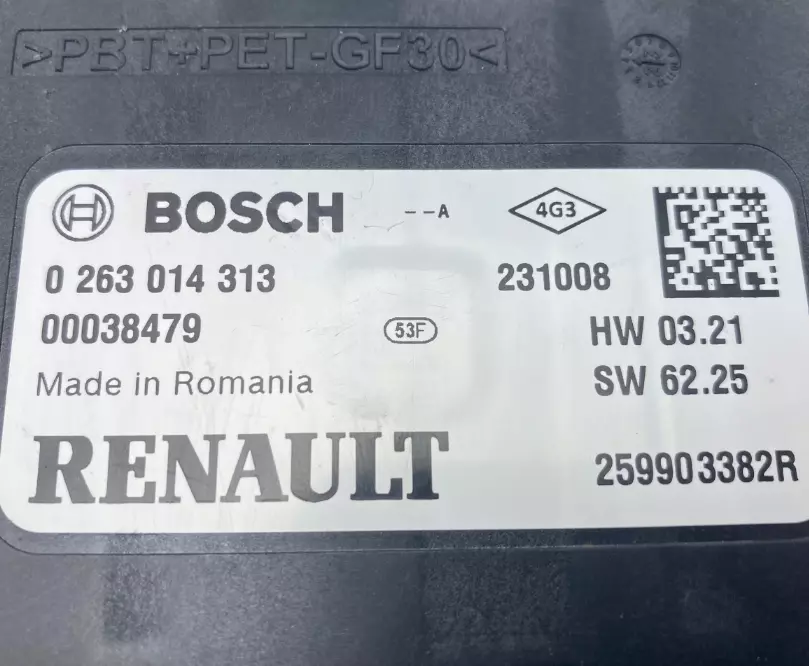 >PBT+PET-GF30<
BOSCH --A 4G3
0 263 014 313 231008
00038479 53F HW 03.21
Made in Romania SW 62.25
RENAULT 259903382R